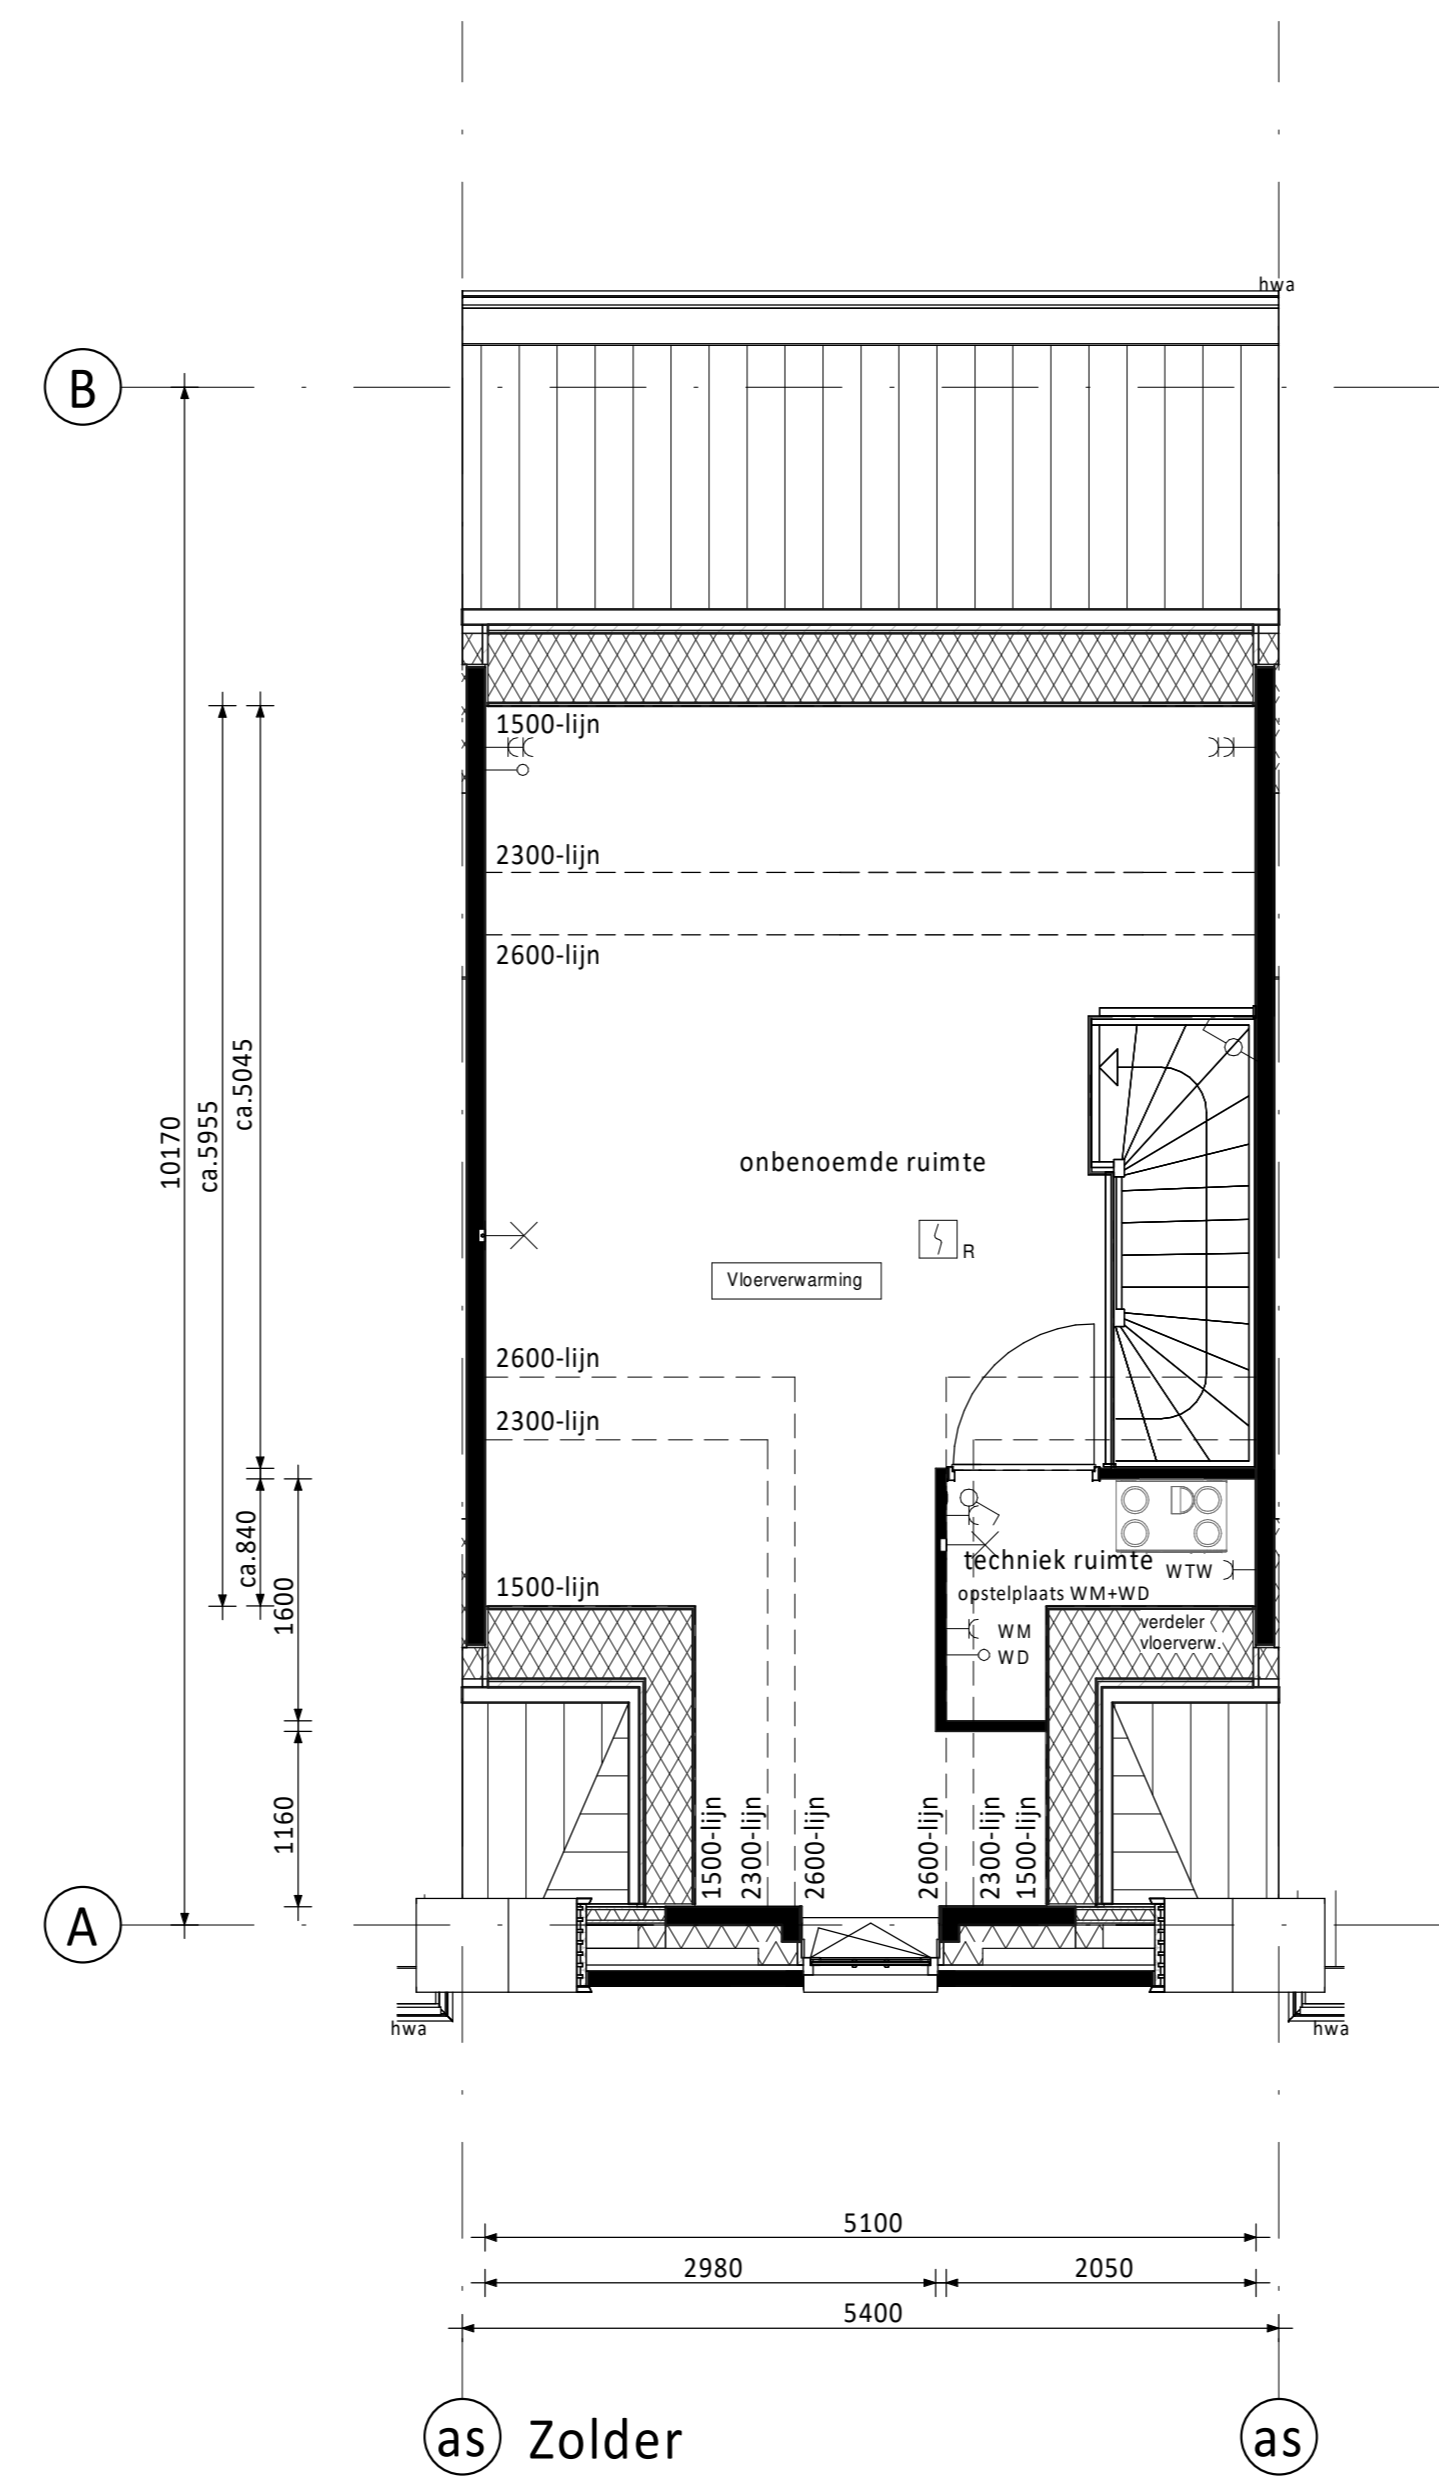 hwa
B
1500-lijn
2300-lijn
2600-lijn
10170
ca.5955
ca.5045
onbenoemde ruimte
R
Vloerverwarming
2600-lijn
2300-lijn
ca.840
1600
1500-lijn
techniek ruimte
WTW
opstelplaats WM+WD
verdeler
vloerverw.
WM
WD
1160
1500-lijn
2300-lijn
2600-lijn
2600-lijn
2300-lijn
1500-lijn
A
hwa
hwa
5100
2980
2050
5400
as
Zolder
as